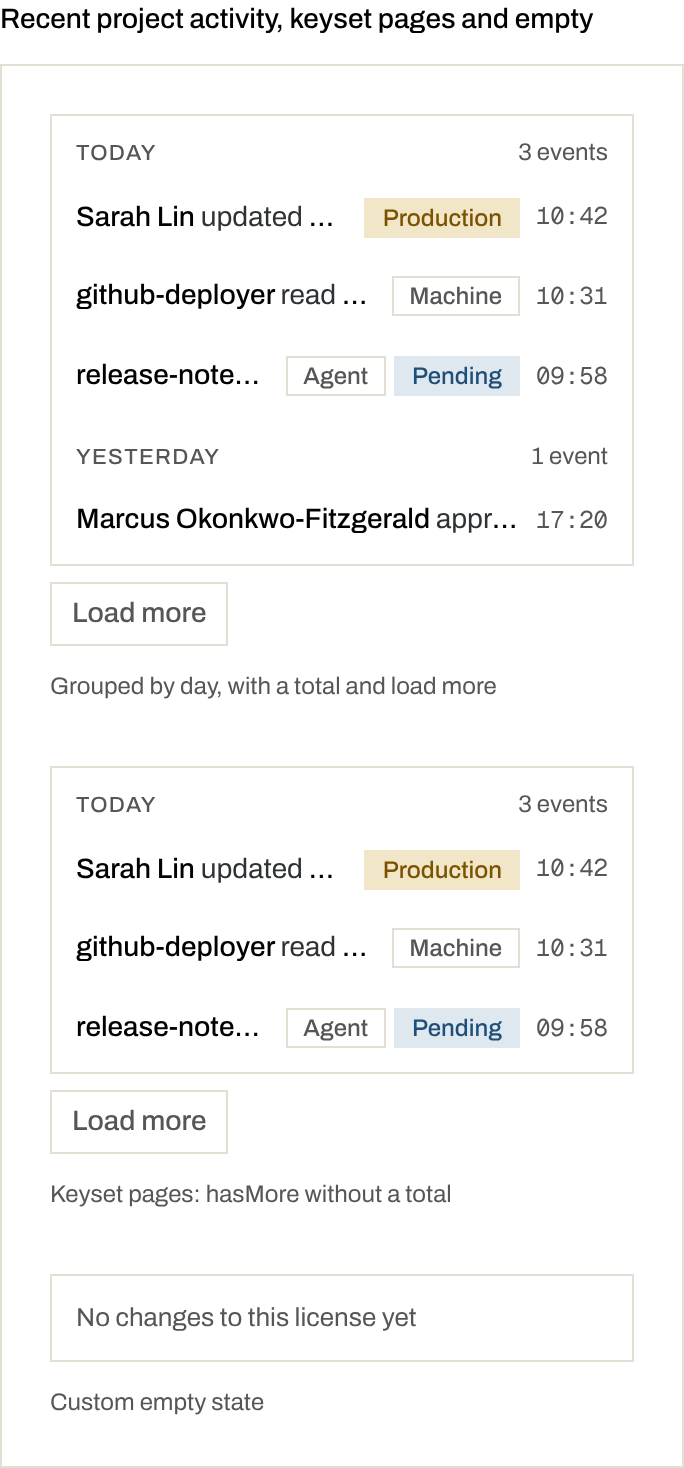 Recent project activity, keyset pages and empty
TODAY 3 events
Sarah Lin updated ... Production 10:42
github-deployer read ... Machine 10:31
release-note... Agent Pending 09:58
YESTERDAY 1 event
Marcus Okonkwo-Fitzgerald appr... 17:20
Load more
Grouped by day, with a total and load more
TODAY 3 events
Sarah Lin updated ... Production 10:42
github-deployer read ... Machine 10:31
release-note... Agent Pending 09:58
Load more
Keyset pages: hasMore without a total
No changes to this license yet
Custom empty state